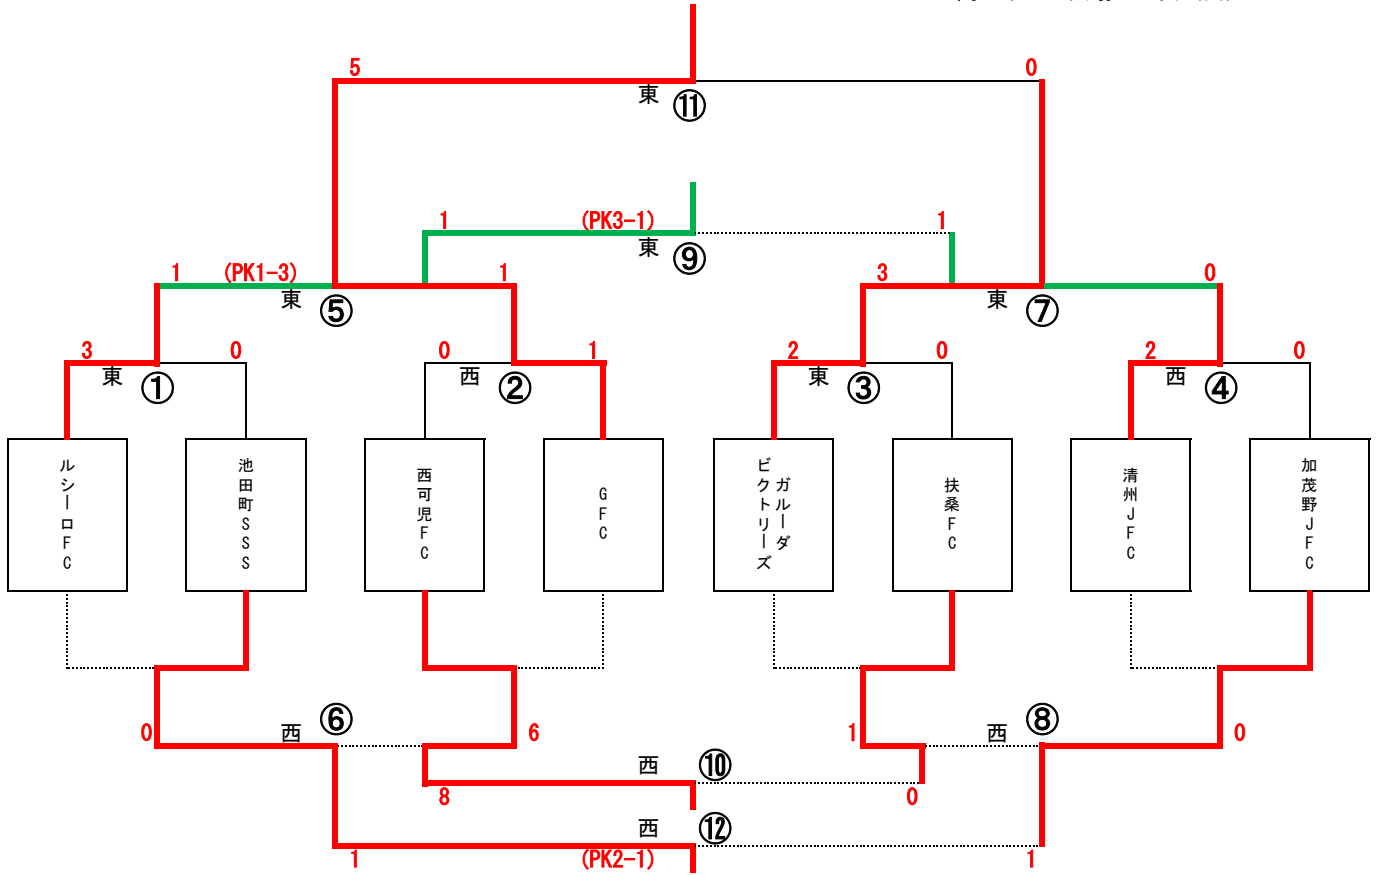 5 0
東 ⑪
1 (PK3-1) 1
東 ⑨
1 (PK1-3) 1 3 0
東 ⑤ 東 ⑦
3 0 0 1 2 0 2 0
東 ① 西 ② 東 ③ 西 ④
ルシーロFC
池田町SSS
西可児FC
GFC
ガルーダ
ビクトリーズ
扶桑FC
清州JFC
加茂野JFC
⑥ ⑧
0 西 6 1 西 0
西 ⑩
8 0
西 ⑫
1 (PK2-1) 1